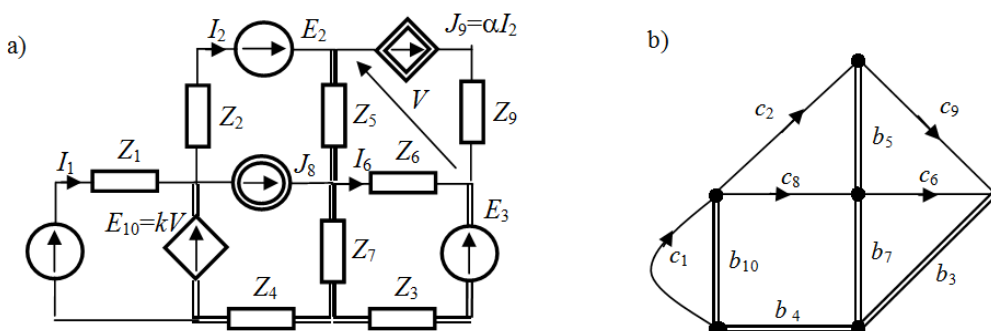 a)
I₂
E₂
J₉=αI₂
Z₂
Z₅
V
Z₉
I₁
Z₁
J₈
I₆
Z₆
E₁₀=kV
Z₇
E₃
Z₄
Z₃
b)
c₂
c₉
b₅
c₈
c₆
c₁
b₁₀
b₇
b₃
b₄